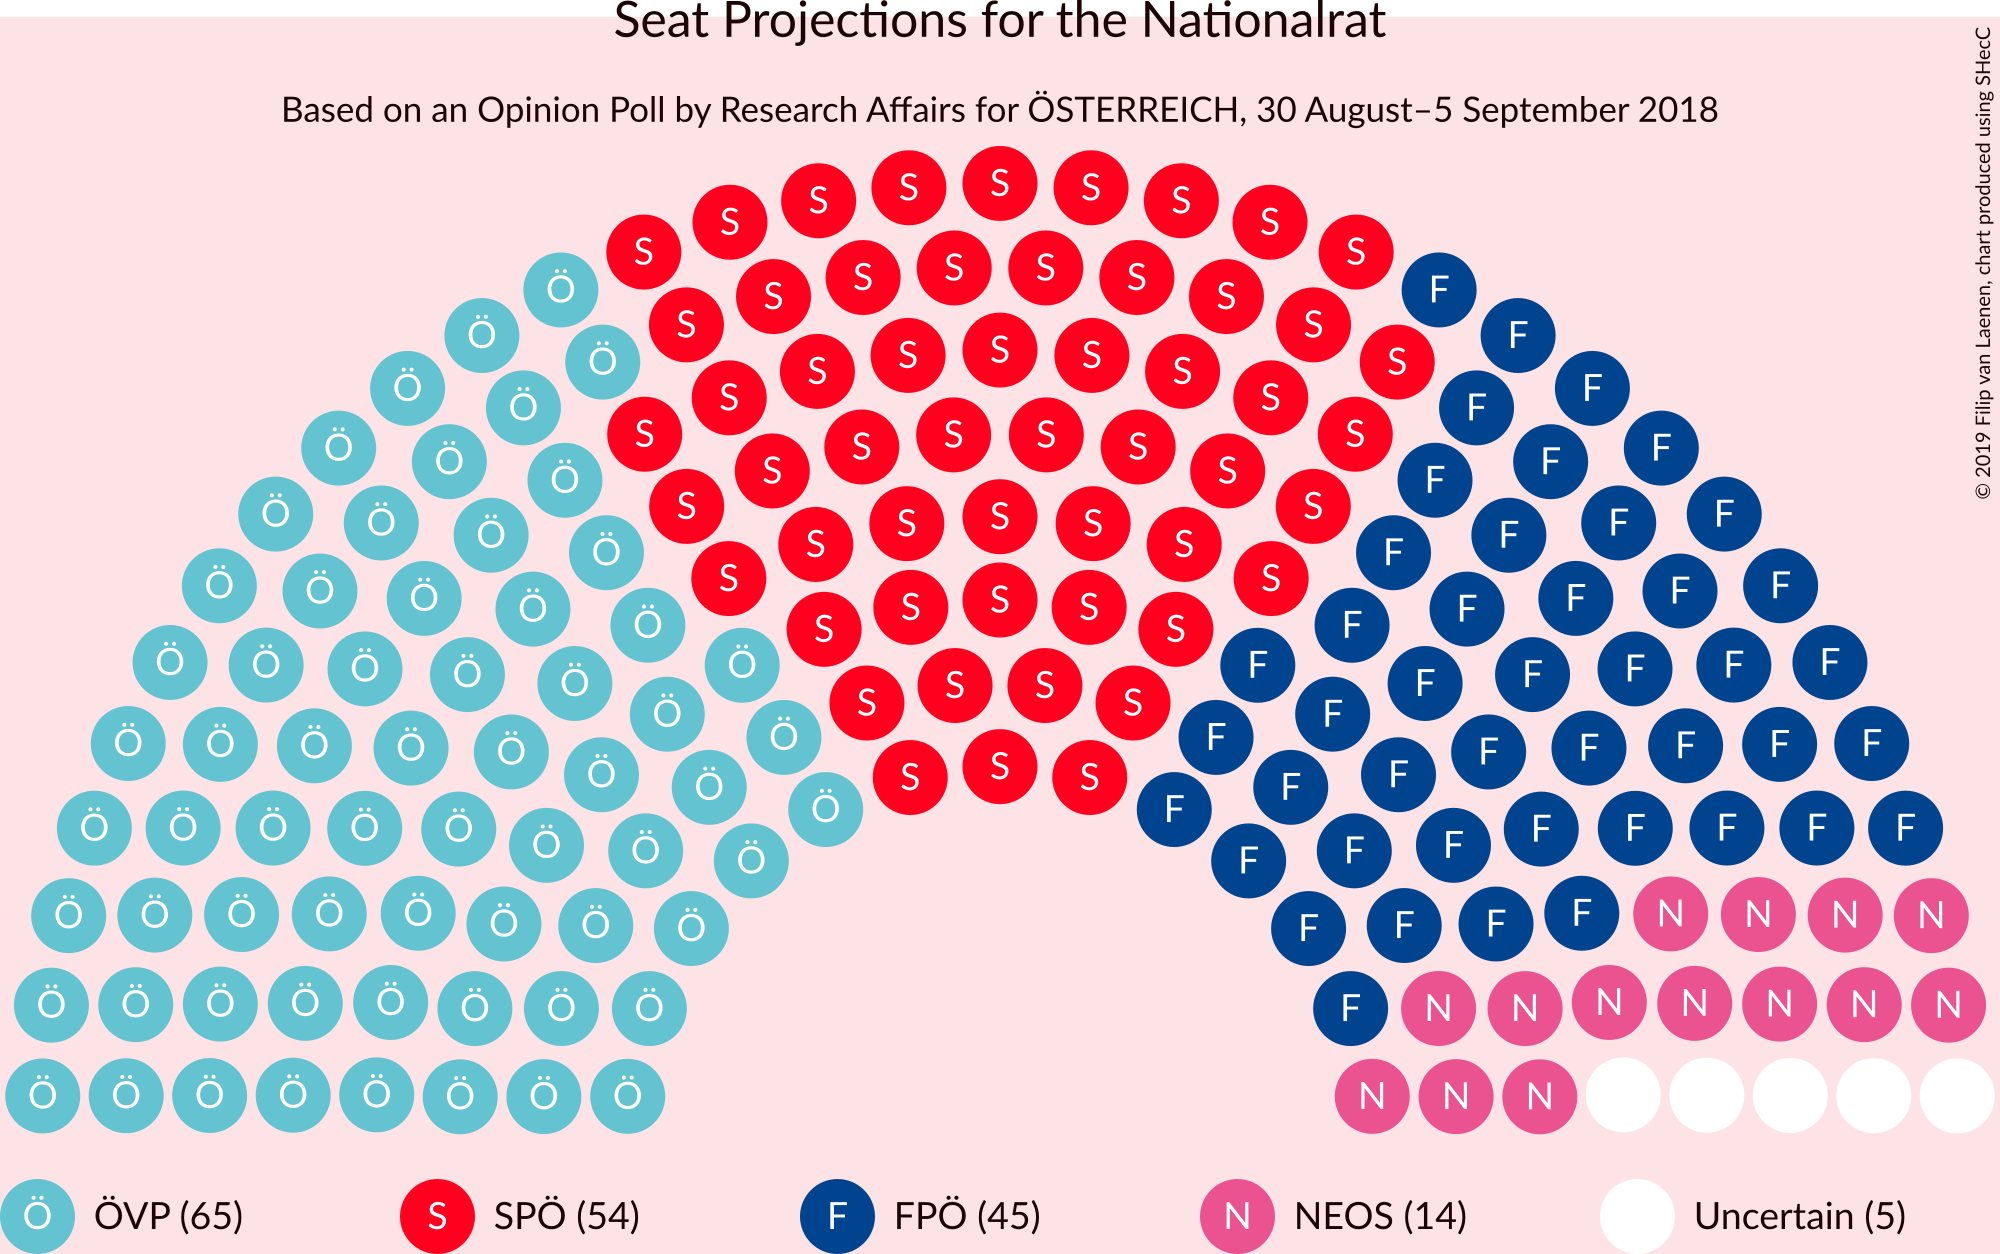 Seat Projections for the Nationalrat
Based on an Opinion Poll by Research Affairs for ÖSTERREICH, 30 August–5 September 2018
© 2019 Filip van Laenen, chart produced using SHecC
S S S S S S S S S
Ö S S S S S S S S F
Ö Ö S S S S S S S S F
Ö Ö S S S S S S S S F F
Ö Ö Ö S S S S S S S S F F F
Ö Ö Ö S S S S S S S F F F
Ö Ö Ö Ö S S S S S F F F F
Ö Ö Ö Ö Ö S S S S S F F F F F
Ö Ö Ö Ö Ö Ö S S S S F F F F F F
Ö Ö Ö Ö Ö Ö Ö Ö S S S F F F F F F F F
Ö Ö Ö Ö Ö Ö Ö Ö Ö F F F F F F F F F
Ö Ö Ö Ö Ö Ö Ö Ö F F F F N N N N
Ö Ö Ö Ö Ö Ö Ö Ö F N N N N N N N
Ö Ö Ö Ö Ö Ö Ö Ö N N N
Ö ÖVP (65) S SPÖ (54) F FPÖ (45) N NEOS (14) Uncertain (5)